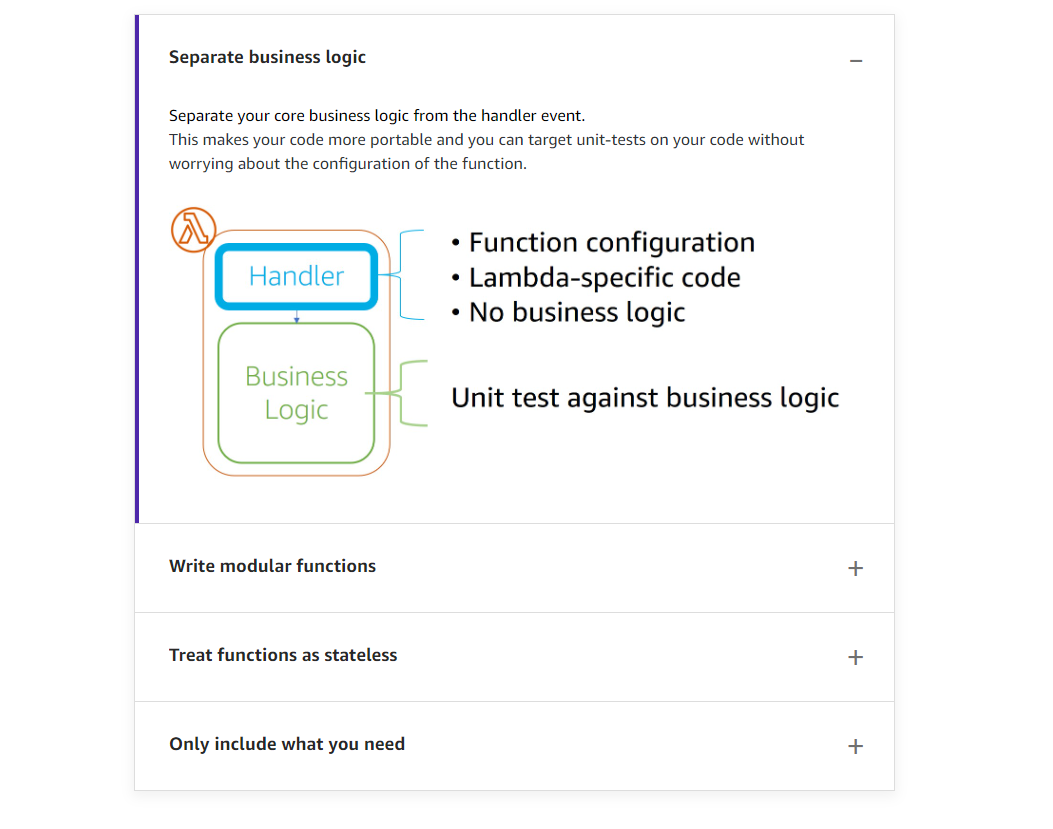 Separate business logic
Separate your core business logic from the handler event.
This makes your code more portable and you can target unit-tests on your code without
worrying about the configuration of the function.
Handler
• Function configuration
• Lambda-specific code
• No business logic
Business
Logic
Unit test against business logic
Write modular functions
Treat functions as stateless
Only include what you need